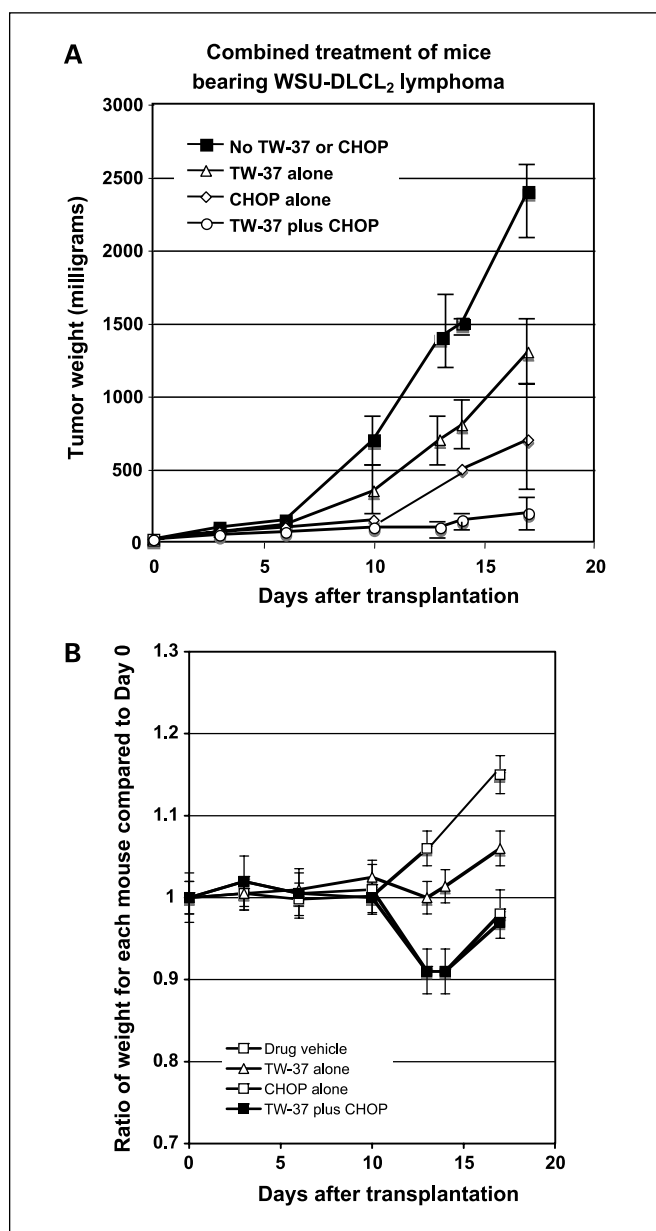 A
Combined treatment of mice
bearing WSU-DLCL₂ lymphoma
3000
2500
2000
1500
1000
500
0
Tumor weight (milligrams)
No TW-37 or CHOP
TW-37 alone
CHOP alone
TW-37 plus CHOP
0 5 10 15 20
Days after transplantation
B
1.3
1.2
1.1
1
0.9
0.8
0.7
Ratio of weight for each mouse compared to Day 0
Drug vehicle
TW-37 alone
CHOP alone
TW-37 plus CHOP
0 5 10 15 20
Days after transplantation